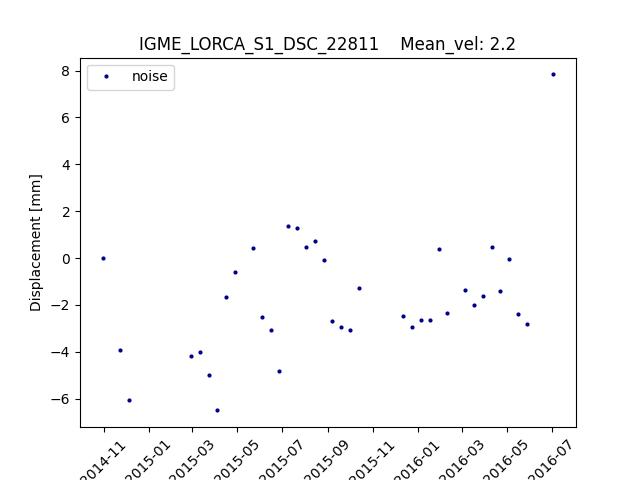 IGME_LORCA_S1_DSC_22811    Mean_vel: 2.2
noise
Displacement [mm]
8
6
4
2
0
−2
−4
−6
2014-11 2015-01 2015-03 2015-05 2015-07 2015-09 2015-11 2016-01 2016-03 2016-05 2016-07